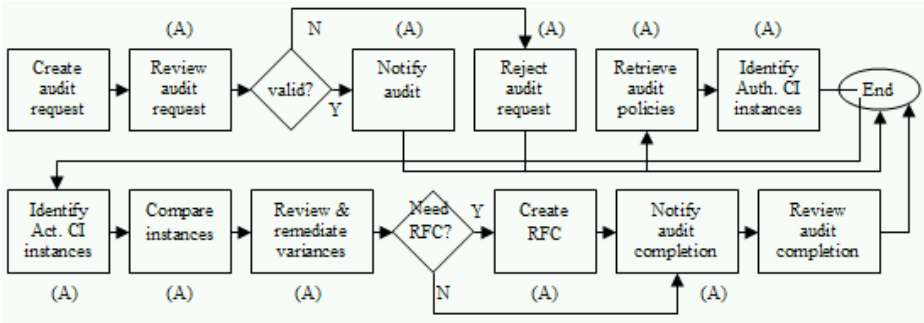 (A)
N
(A)
(A)
(A)
(A)
Create
audit
request
Review
audit
request
valid?
Y
Notify
audit
Reject
audit
request
Retrieve
audit
policies
Identify
Auth. CI
instances
End
Identify
Act. CI
instances
Compare
instances
Review &
remediate
variances
Need
RFC?
Y
Create
RFC
Notify
audit
completion
Review
audit
completion
(A)
(A)
(A)
N
(A)
(A)